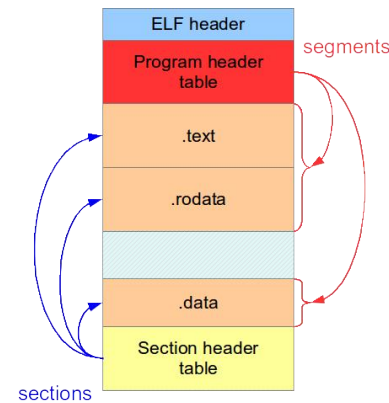 ELF header
segments
Program header
table
.text
.rodata
.data
Section header
table
sections